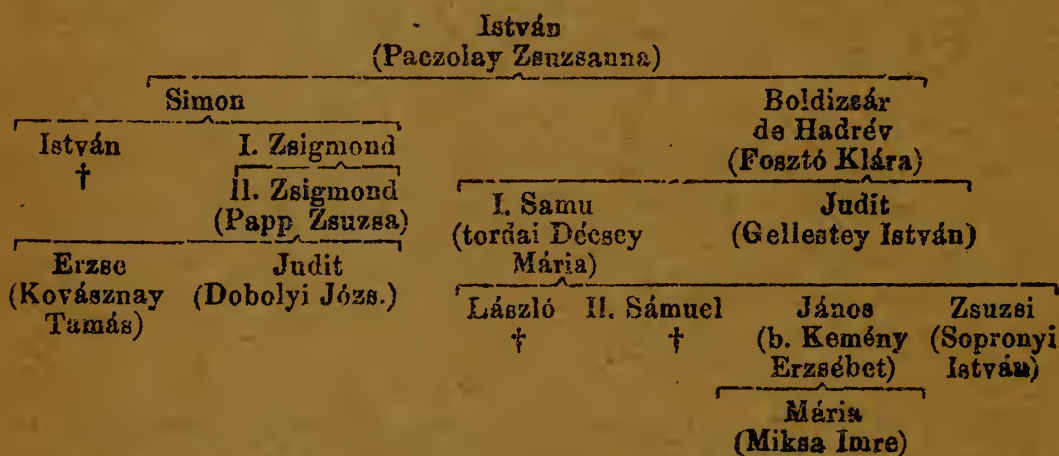 István
(Paczolay Zsuzsanna)
Simon Boldizsár
de Hadrév
István I. Zsigmond (Fosztó Klára)
† II. Zsigmond I. Samu Judit
(Papp Zsuzsa) (tordai Décsey (Gellestey István)
Erzse Judit Mária)
(Kovásznay (Dobolyi Józs.) László II. Sámuel János Zsuzsi
Tamás) † † (b. Kemény (Sopronyi
Erzsébet) István)
Mária
(Miksa Imre)